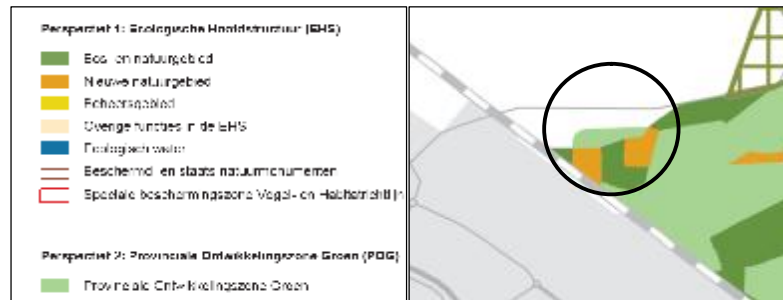 Perspectief 1: Ecologische Hoofdstructuur (EHS)
Bos- en natuurgebied
Nieuwe natuurgebied
Beheersgebied
Overige functies in de EHS
Ecologisch water
Beschermd- en staats natuurmonumenten
Speciale beschermingszone Vogel- en Habitatrichtlijn
Perspectief 2: Provinciale Ontwikkelingszone Groen (POG)
Provinciale Ontwikkelingszone Groen